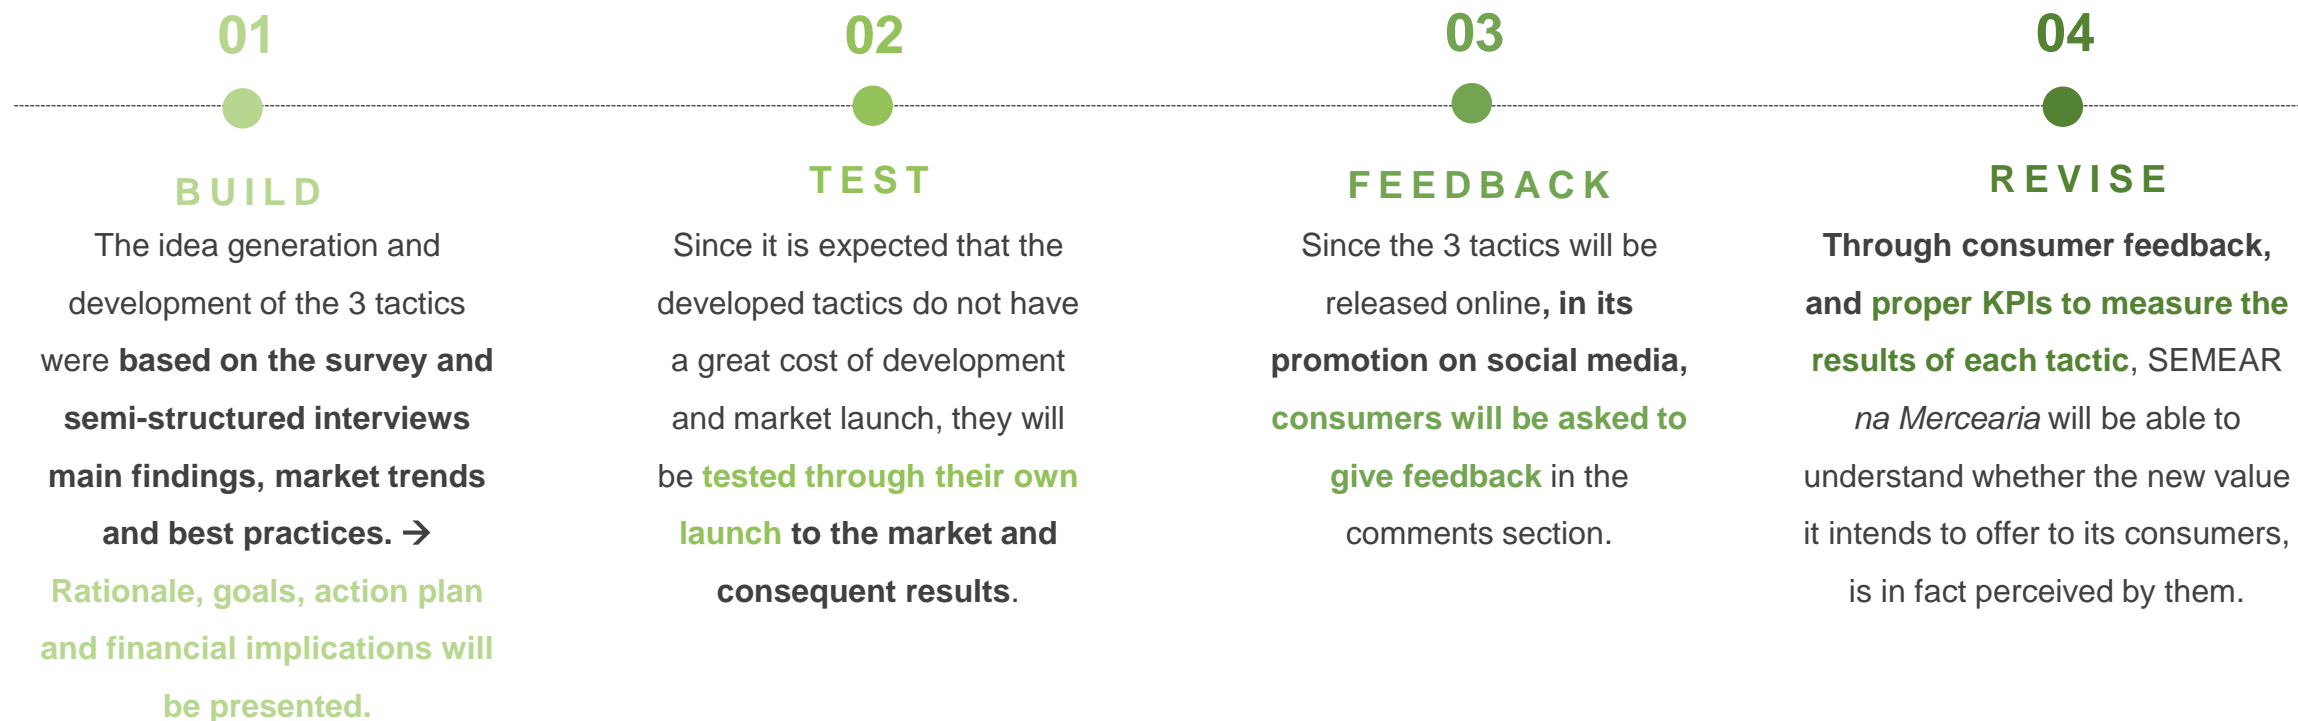 01
BUILD
The idea generation and
development of the 3 tactics
were based on the survey and
semi-structured interviews
main findings, market trends
and best practices. →
Rationale, goals, action plan
and financial implications will
be presented.
02
TEST
Since it is expected that the
developed tactics do not have
a great cost of development
and market launch, they will
be tested through their own
launch to the market and
consequent results.
03
FEEDBACK
Since the 3 tactics will be
released online, in its
promotion on social media,
consumers will be asked to
give feedback in the
comments section.
04
REVISE
Through consumer feedback,
and proper KPIs to measure the
results of each tactic, SEMEAR
na Mercearia will be able to
understand whether the new value
it intends to offer to its consumers,
is in fact perceived by them.